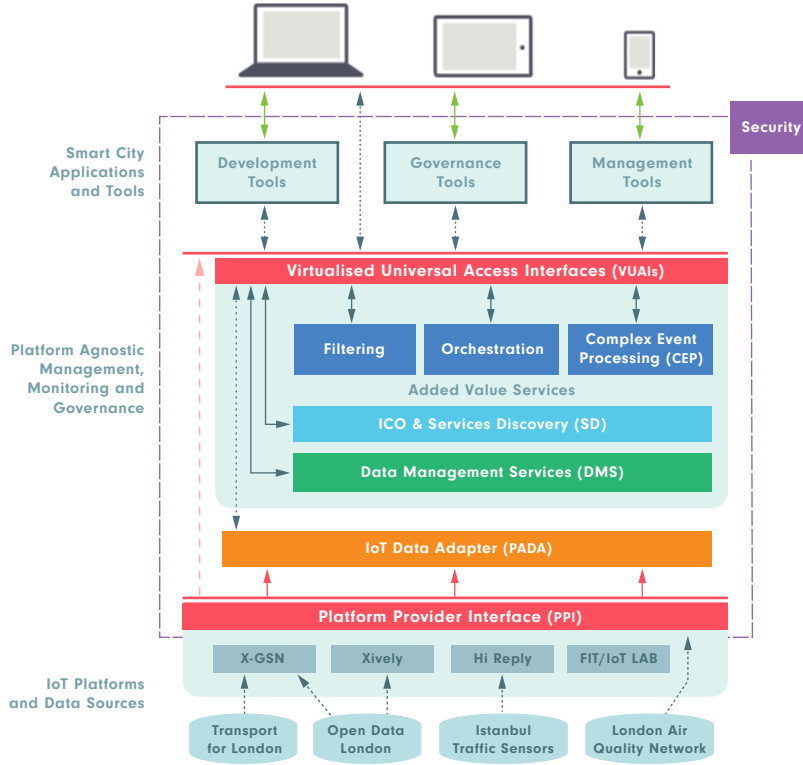 Security
Smart City
Applications
and Tools
Development
Tools
Governance
Tools
Management
Tools
Virtualised Universal Access Interfaces (VUAIs)
Platform Agnostic
Management,
Monitoring and
Governance
Filtering
Orchestration
Complex Event
Processing (CEP)
Added Value Services
ICO & Services Discovery (SD)
Data Management Services (DMS)
IoT Data Adapter (PADA)
Platform Provider Interface (PPI)
IoT Platforms
and Data Sources
X-GSN
Xively
Hi Reply
FIT/IoT LAB
Transport
for London
Open Data
London
Istanbul
Traffic Sensors
London Air
Quality Network